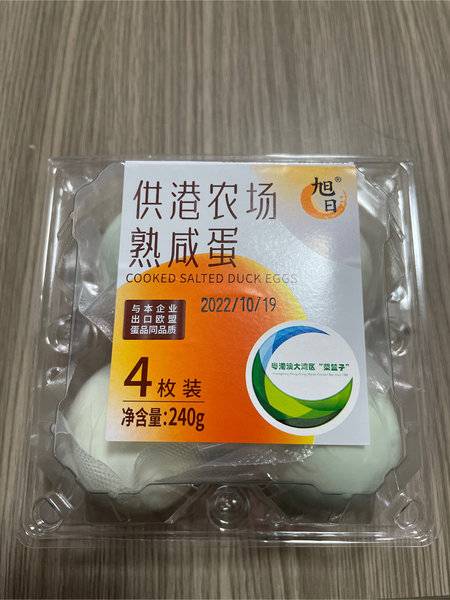 旭日®
供港农场
熟咸蛋
COOKED SALTED DUCK EGGS
2022/10/19
与本企业
出口欧盟
蛋品同品质
粤港澳大湾区“菜篮子”
4枚装
净含量:240g